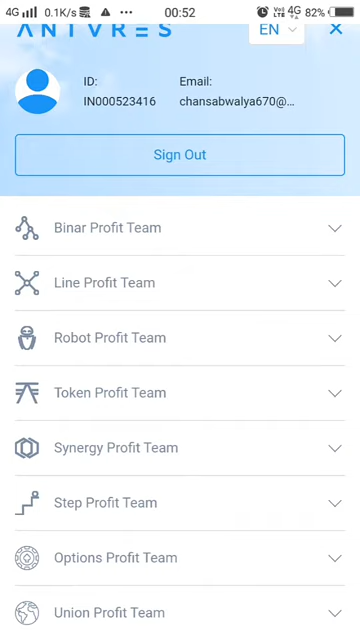 4G 0.1K/s 00:52 VoLTE 4G 82%
ANTVRES
EN
ID: Email:
IN000523416 chansabwalya670@...
Sign Out
Binar Profit Team
Line Profit Team
Robot Profit Team
Token Profit Team
Synergy Profit Team
Step Profit Team
Options Profit Team
Union Profit Team